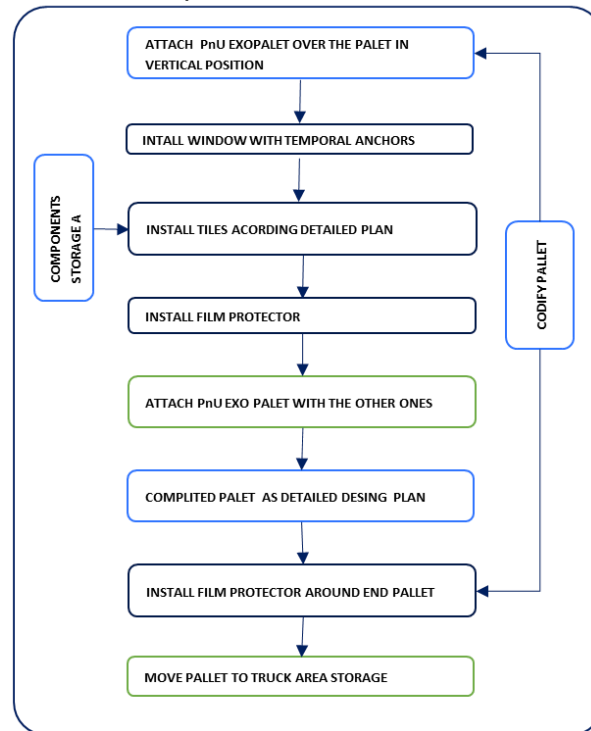 ATTACH PnU EXOPALET OVER THE PALET IN
VERTICAL POSITION
INTALL WINDOW WITH TEMPORAL ANCHORS
COMPONENTS
STORAGE A
INSTALL TILES ACORDING DETAILED PLAN
CODIFY PALLET
INSTALL FILM PROTECTOR
ATTACH PnU EXO PALET WITH THE OTHER ONES
COMPLITED PALET AS DETAILED DESING PLAN
INSTALL FILM PROTECTOR AROUND END PALLET
MOVE PALLET TO TRUCK AREA STORAGE